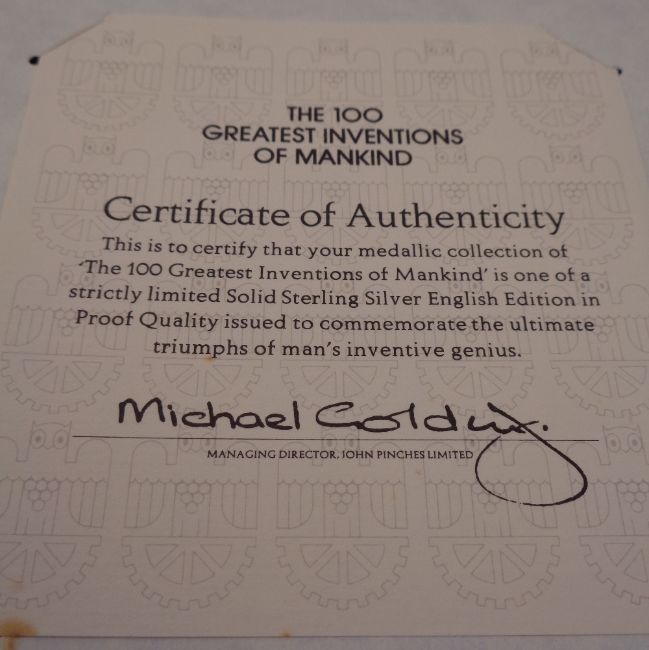 THE 100
GREATEST INVENTIONS
OF MANKIND
Certificate of Authenticity
This is to certify that your medallic collection of
'The 100 Greatest Inventions of Mankind' is one of a
strictly limited Solid Sterling Silver English Edition in
Proof Quality issued to commemorate the ultimate
triumphs of man's inventive genius.
Michael
MANAGING DIRECTOR, JOHN PINCHES LIMITED